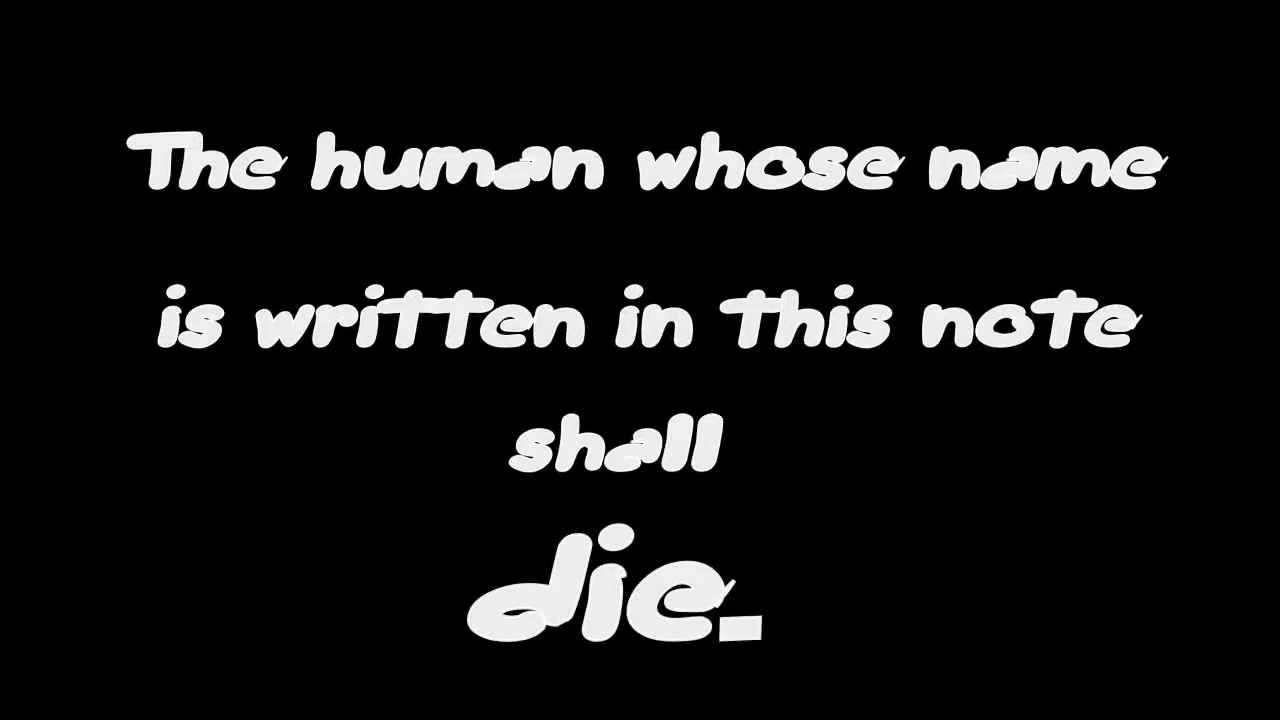 The human whose name
is written in this note
shall
die.